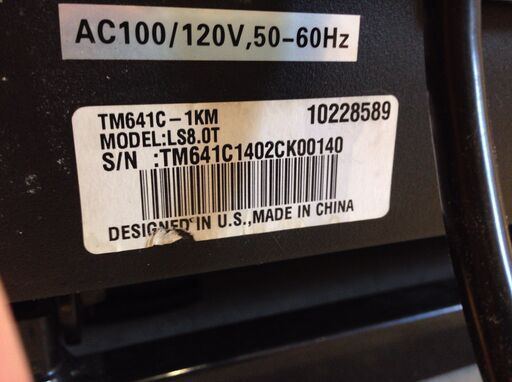 AC100/120V,50-60Hz
TM641C-1KM 10228589
MODEL:LS8.0T
S/N :TM641C1402CK00140
DESIGNED IN U.S.,MADE IN CHINA